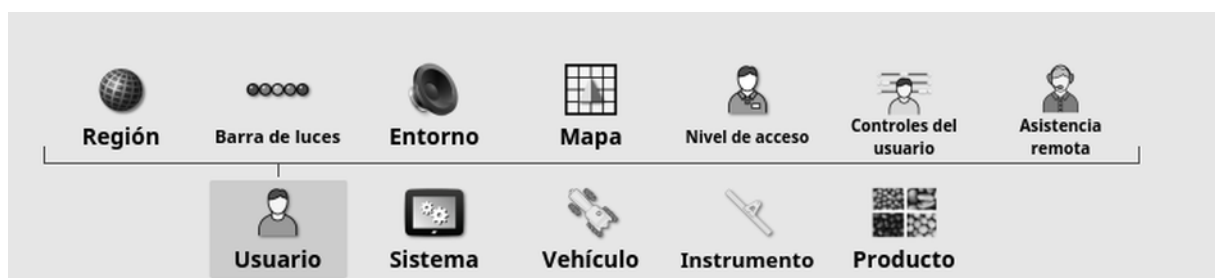 Región
Barra de luces
Entorno
Mapa
Nivel de acceso
Controles del
usuario
Asistencia
remota
Usuario
Sistema
Vehículo
Instrumento
Producto